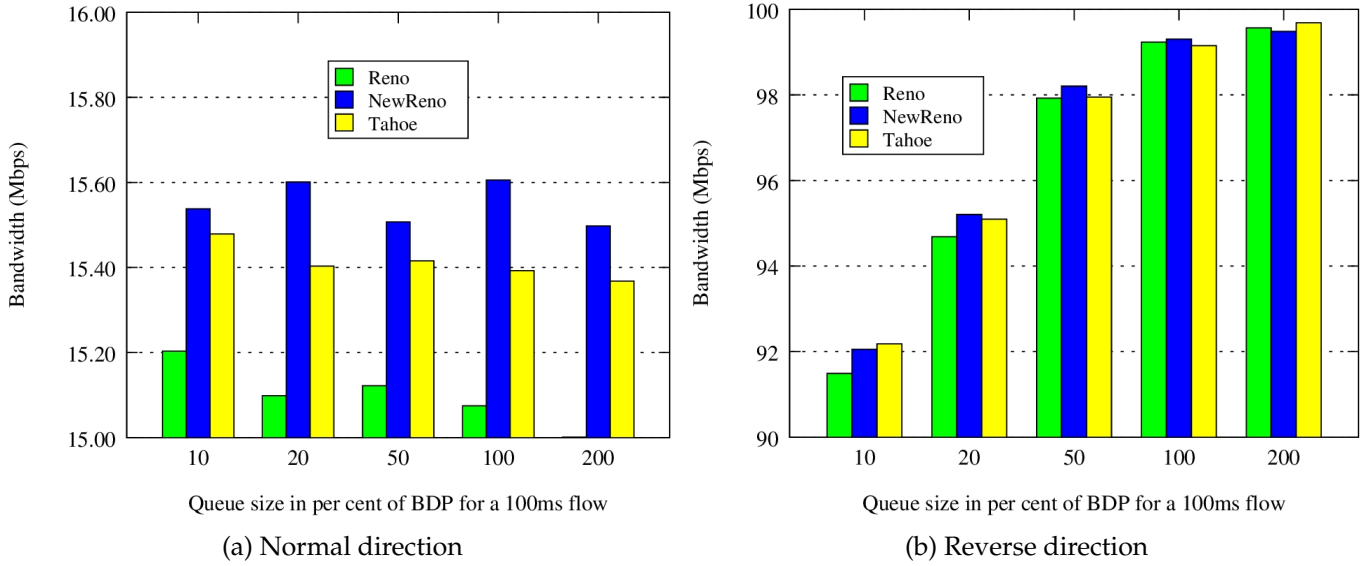 16.00
15.80
15.60
15.40
15.20
15.00
Bandwidth (Mbps)
Reno
NewReno
Tahoe
10 20 50 100 200
Queue size in per cent of BDP for a 100ms flow
(a) Normal direction
100
98
96
94
92
90
Bandwidth (Mbps)
Reno
NewReno
Tahoe
10 20 50 100 200
Queue size in per cent of BDP for a 100ms flow
(b) Reverse direction